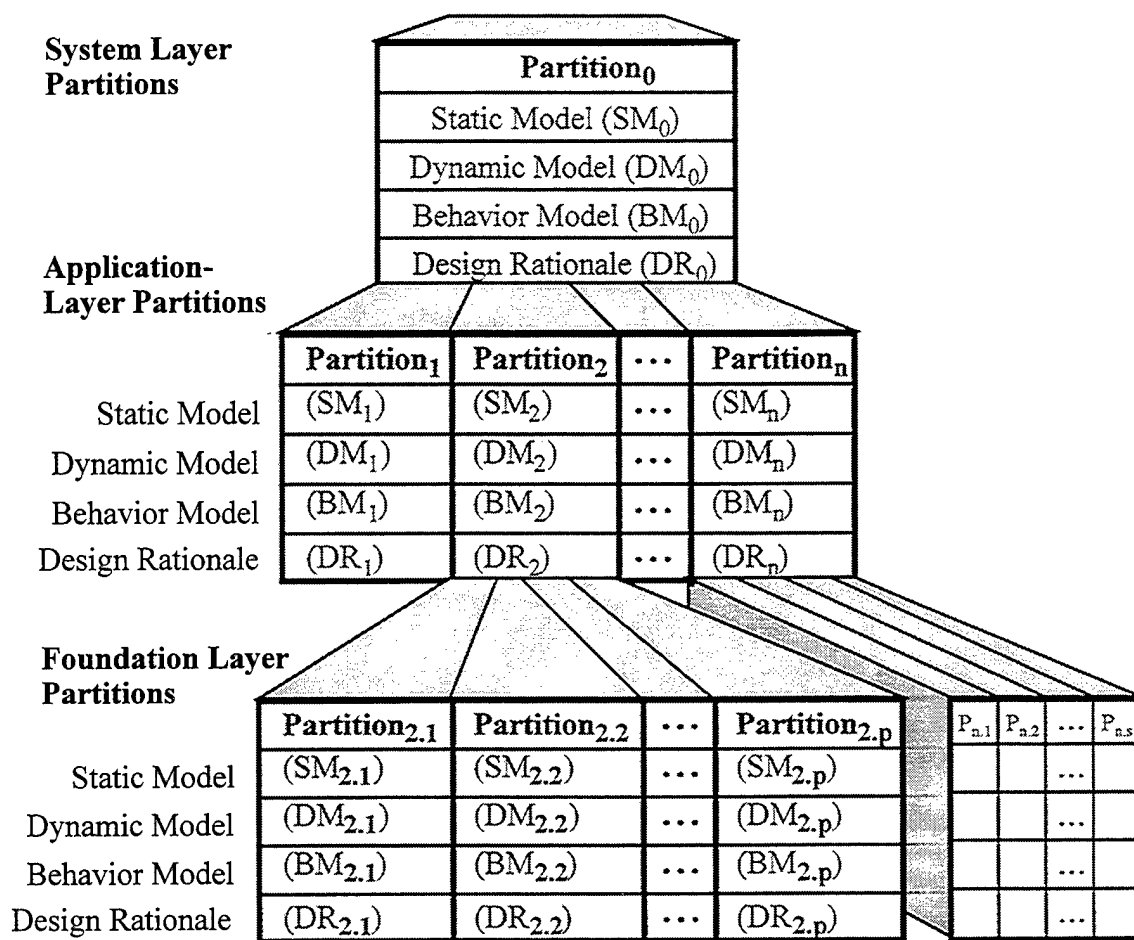 System Layer
Partitions
Partition₀
Static Model (SM₀)
Dynamic Model (DM₀)
Behavior Model (BM₀)
Design Rationale (DR₀)
Application-
Layer Partitions
Partition₁ Partition₂ ... Partitionₙ
Static Model (SM₁) (SM₂) ... (SMₙ)
Dynamic Model (DM₁) (DM₂) ... (DMₙ)
Behavior Model (BM₁) (BM₂) ... (BMₙ)
Design Rationale (DR₁) (DR₂) ... (DRₙ)
Foundation Layer
Partitions
Partition₂.₁ Partition₂.₂ ... Partition₂.ₚ Pₙ.₁ Pₙ.₂ ... Pₙ.ₛ
Static Model (SM₂.₁) (SM₂.₂) ... (SM₂.ₚ) ...
Dynamic Model (DM₂.₁) (DM₂.₂) ... (DM₂.ₚ) ...
Behavior Model (BM₂.₁) (BM₂.₂) ... (BM₂.ₚ) ...
Design Rationale (DR₂.₁) (DR₂.₂) ... (DR₂.ₚ) ...